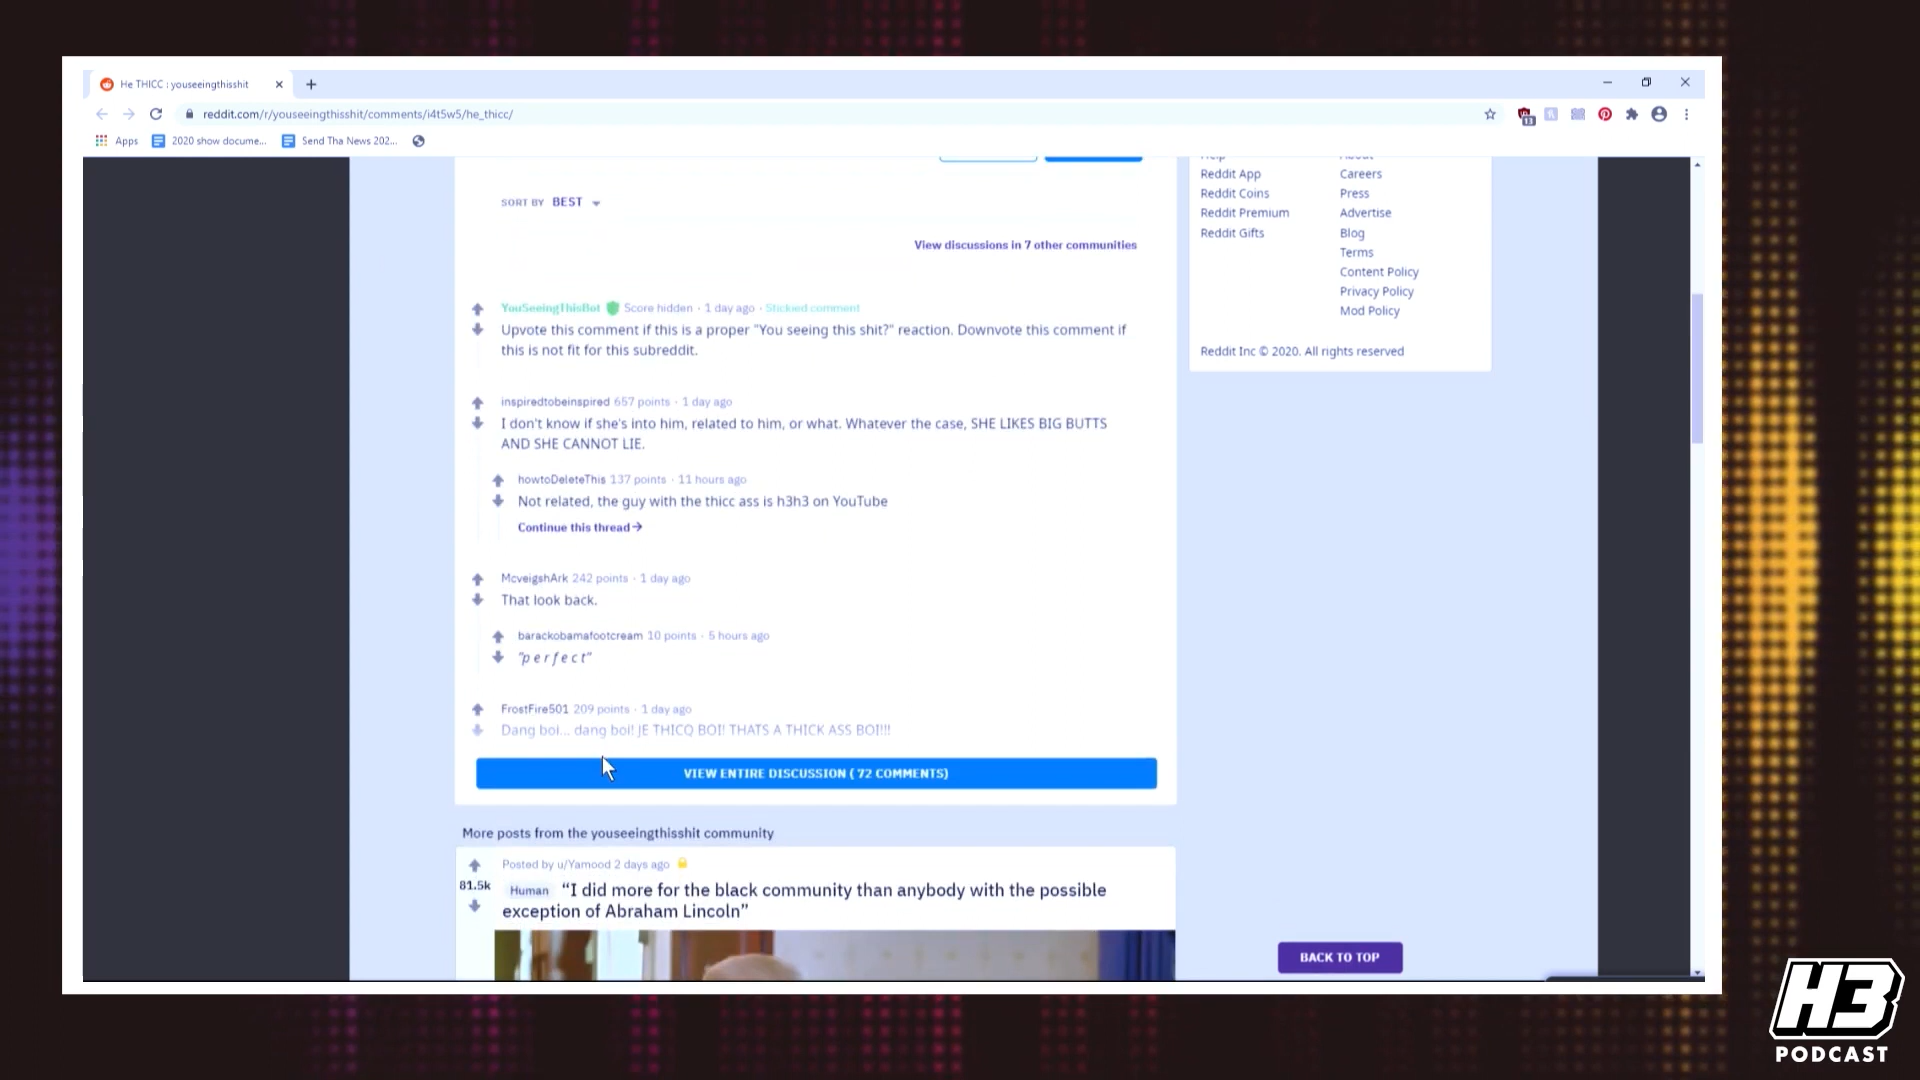 He THICC : youseeingthisshit
reddit.com/r/youseeingthisshit/comments/i4t5w5/he_thicc/
13
Apps
2020 show docume...
Send Tha News 202...
SORT BY BEST
View discussions in 7 other communities
YouSeeingThisBot Score hidden · 1 day ago · Stickied comment
Upvote this comment if this is a proper "You seeing this shit?" reaction. Downvote this comment if
this is not fit for this subreddit.
inspiredtobeinspired 657 points · 1 day ago
I don't know if she's into him, related to him, or what. Whatever the case, SHE LIKES BIG BUTTS
AND SHE CANNOT LIE.
howtoDeleteThis 137 points · 11 hours ago
Not related, the guy with the thicc ass is h3h3 on YouTube
Continue this thread→
McveigshArk 242 points · 1 day ago
That look back.
barackobamafootcream 10 points · 5 hours ago
"p e r f e c t"
FrostFire501 209 points · 1 day ago
Dang boi... dang boi! JE THICQ BOI! THATS A THICK ASS BOI!!!
VIEW ENTIRE DISCUSSION ( 72 COMMENTS)
More posts from the youseeingthisshit community
Posted by u/Yamood 2 days ago
81.5k
Human “I did more for the black community than anybody with the possible
exception of Abraham Lincoln”
Help
Reddit App
Reddit Coins
Reddit Premium
Reddit Gifts
About
Careers
Press
Advertise
Blog
Terms
Content Policy
Privacy Policy
Mod Policy
Reddit Inc © 2020. All rights reserved
BACK TO TOP
H3
PODCAST